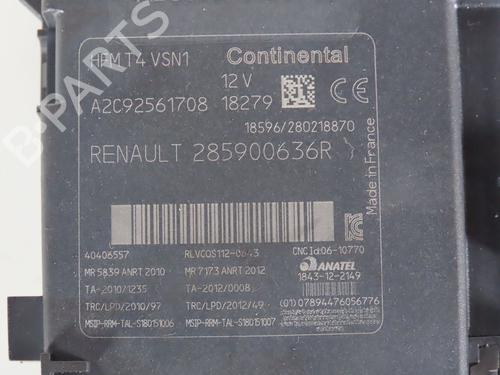 HFM T4 VSN1 Continental
12 V
A2C92561708 18279
CE
18596/280218870
RENAULT 285900636R
Made in France
40406557 RLVCOS112-0643 CNC Id:06-10770
MR 5839 ANRT 2010 MR 7173 ANRT 2012 ANATEL
TA-2010/1235 TA-2012/0008 1843-12-2149
TRC/LPD/2010/97 TRC/LPD/2012/49 (01) 07894476056776
MSIP-RRM-TAL-S180151006 MSIP-RRM-TAL-S180151007
B-PARTS